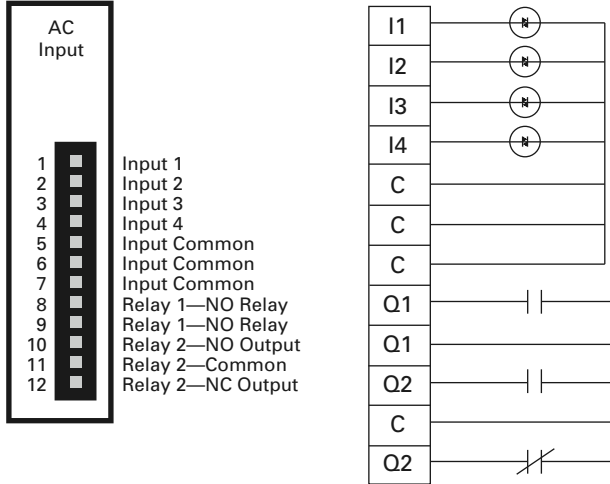 AC
Input
1 Input 1
2 Input 2
3 Input 3
4 Input 4
5 Input Common
6 Input Common
7 Input Common
8 Relay 1—NO Relay
9 Relay 1—NO Relay
10 Relay 2—NO Output
11 Relay 2—Common
12 Relay 2—NC Output
I1
I2
I3
I4
C
C
C
Q1
Q1
Q2
C
Q2